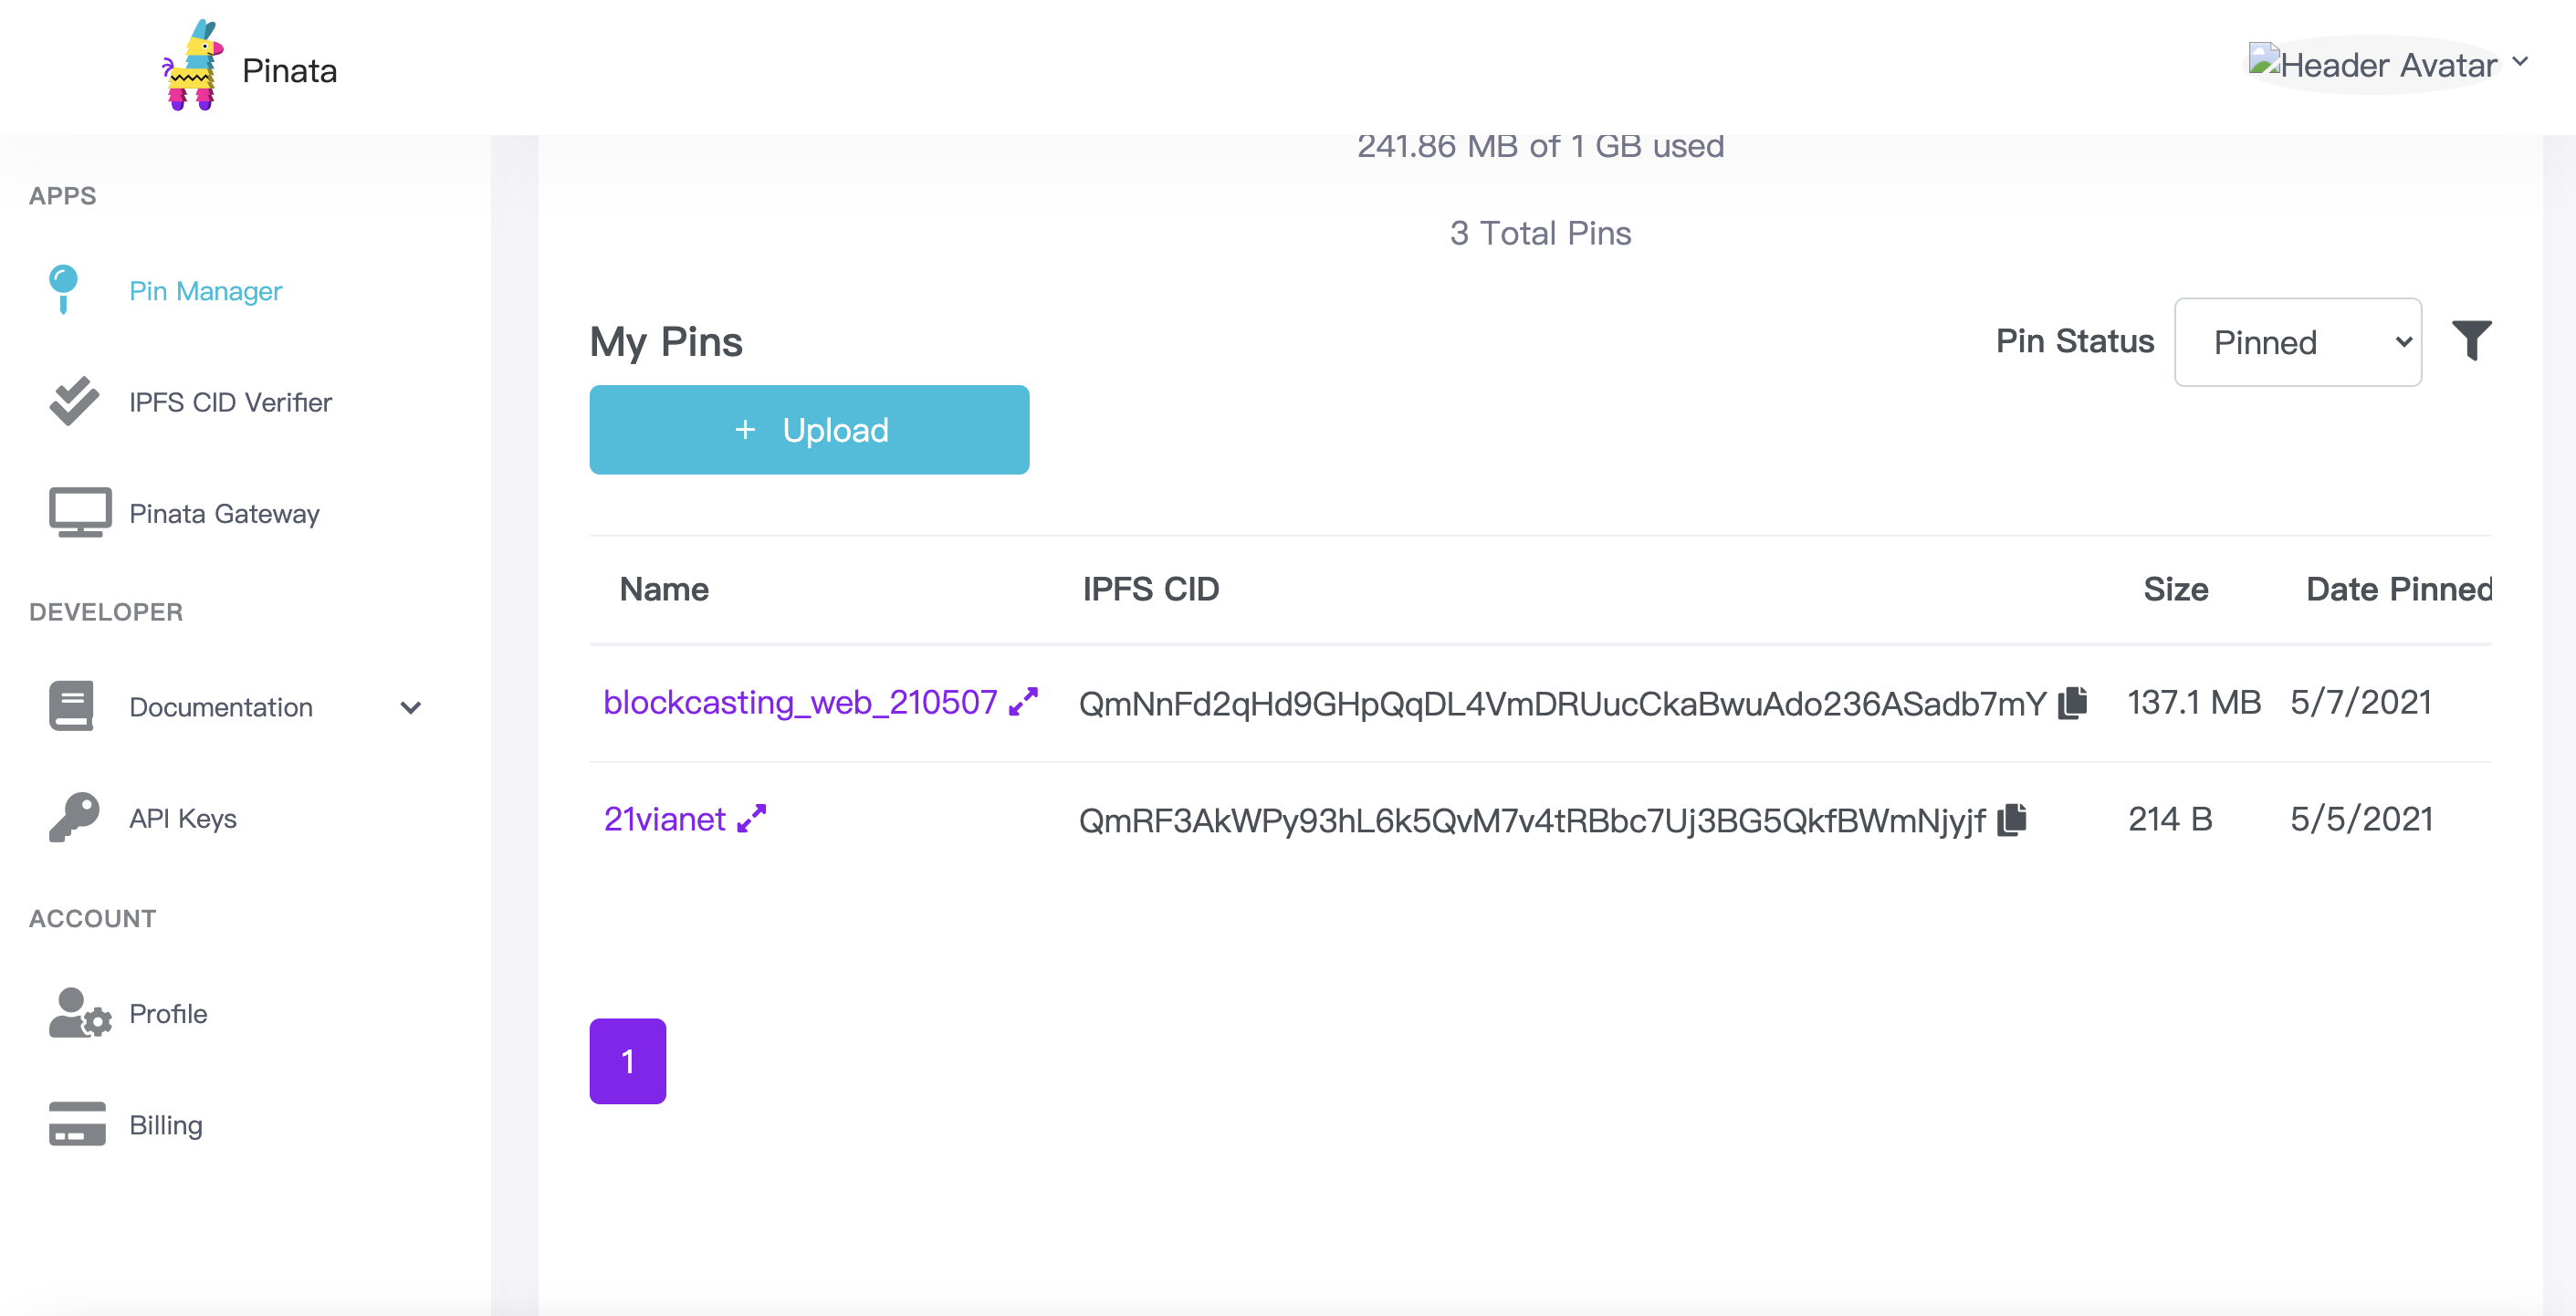 Pinata
Header Avatar
241.86 MB of 1 GB used
3 Total Pins
APPS
Pin Manager
IPFS CID Verifier
Pinata Gateway
DEVELOPER
Documentation
API Keys
ACCOUNT
Profile
Billing
My Pins
Pin Status
Pinned
+ Upload
Name IPFS CID Size Date Pinned
blockcasting_web_210507 QmNnFd2qHd9GHpQqDL4VmDRUucCkaBwuAdo236ASadb7mY 137.1 MB 5/7/2021
21vianet QmRF3AkWPy93hL6k5QvM7v4tRBbc7Uj3BG5QkfBWmNjyjf 214 B 5/5/2021
1